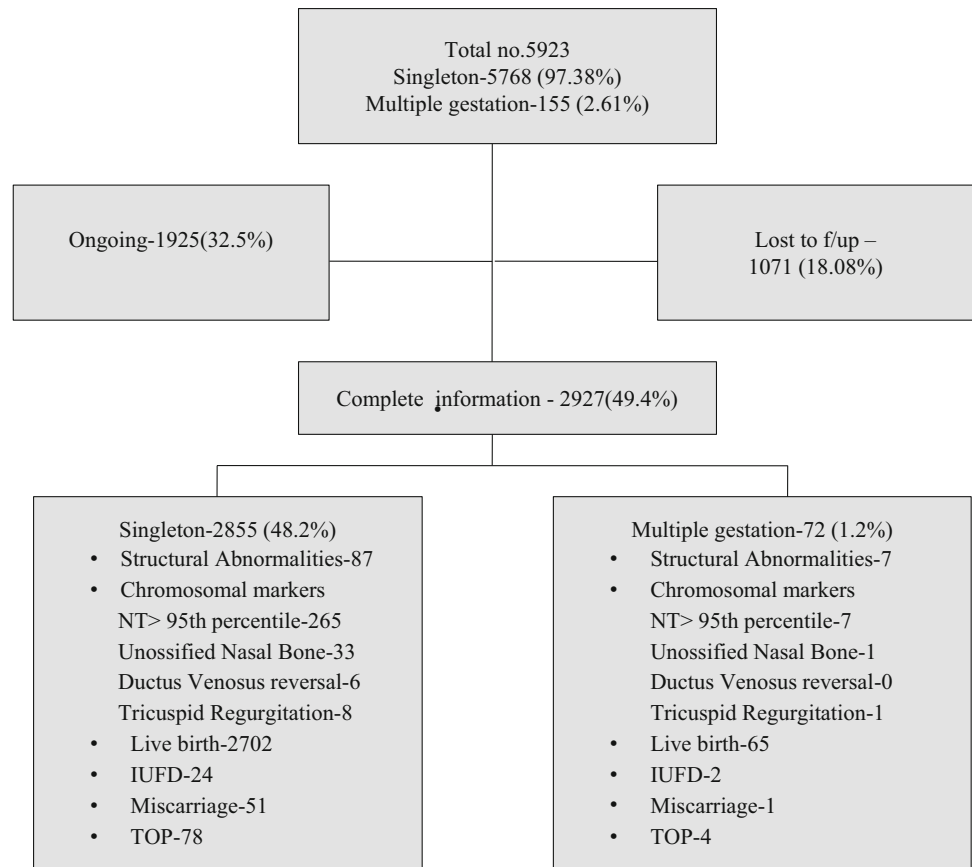 Total no.5923
Singleton-5768 (97.38%)
Multiple gestation-155 (2.61%)
Ongoing-1925(32.5%)
Lost to f/up –
1071 (18.08%)
Complete information - 2927(49.4%)
Singleton-2855 (48.2%)
• Structural Abnormalities-87
• Chromosomal markers
NT> 95th percentile-265
Unossified Nasal Bone-33
Ductus Venosus reversal-6
Tricuspid Regurgitation-8
• Live birth-2702
• IUFD-24
• Miscarriage-51
• TOP-78
Multiple gestation-72 (1.2%)
• Structural Abnormalities-7
• Chromosomal markers
NT> 95th percentile-7
Unossified Nasal Bone-1
Ductus Venosus reversal-0
Tricuspid Regurgitation-1
• Live birth-65
• IUFD-2
• Miscarriage-1
• TOP-4